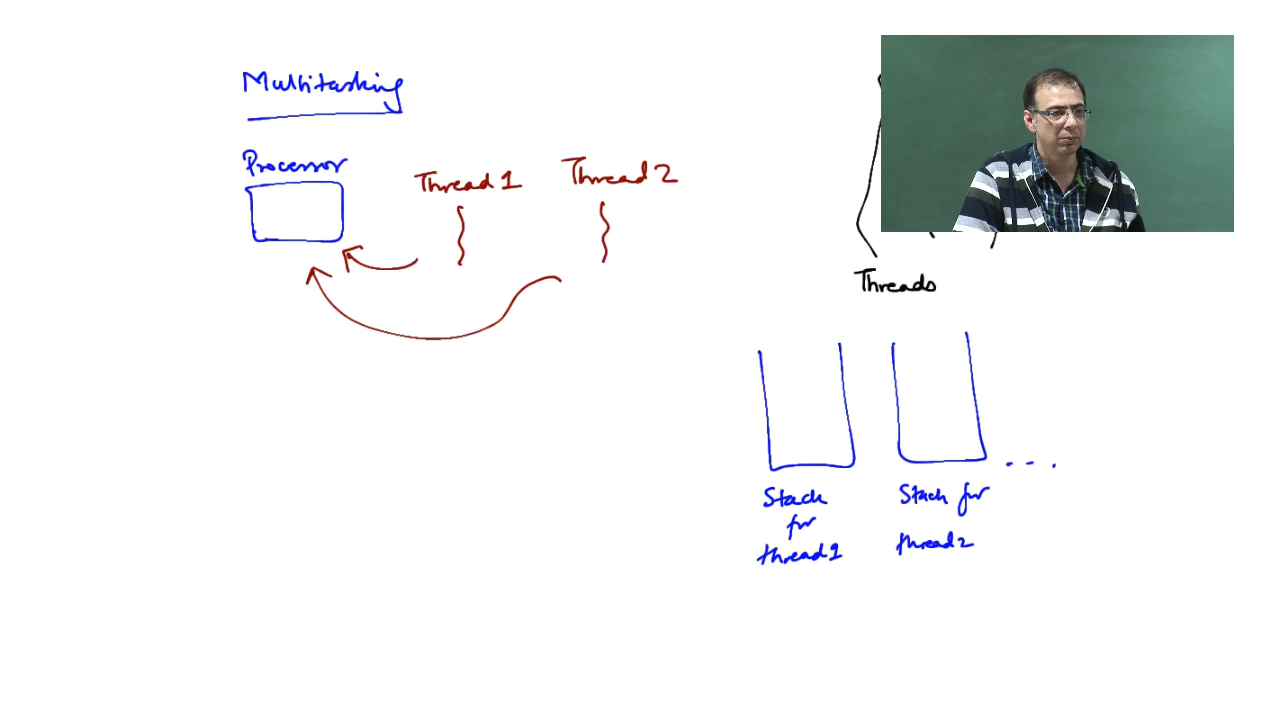 Multitasking
Processor
Thread 1
Thread 2
Threads
Stack
for
thread1
Stack for
thread2